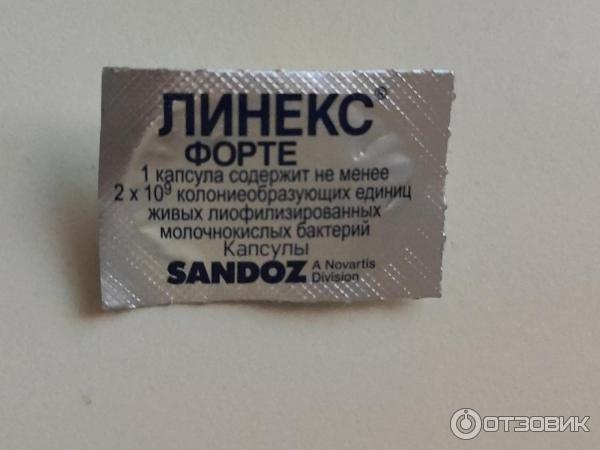 ЛИНЕКС®
ФОРТЕ
1 капсула содержит не менее
2 x 10⁹ колониеобразующих единиц
живых лиофилизированных
молочнокислых бактерий
Капсулы
SANDOZ A Novartis
Division
ОТЗОВИК